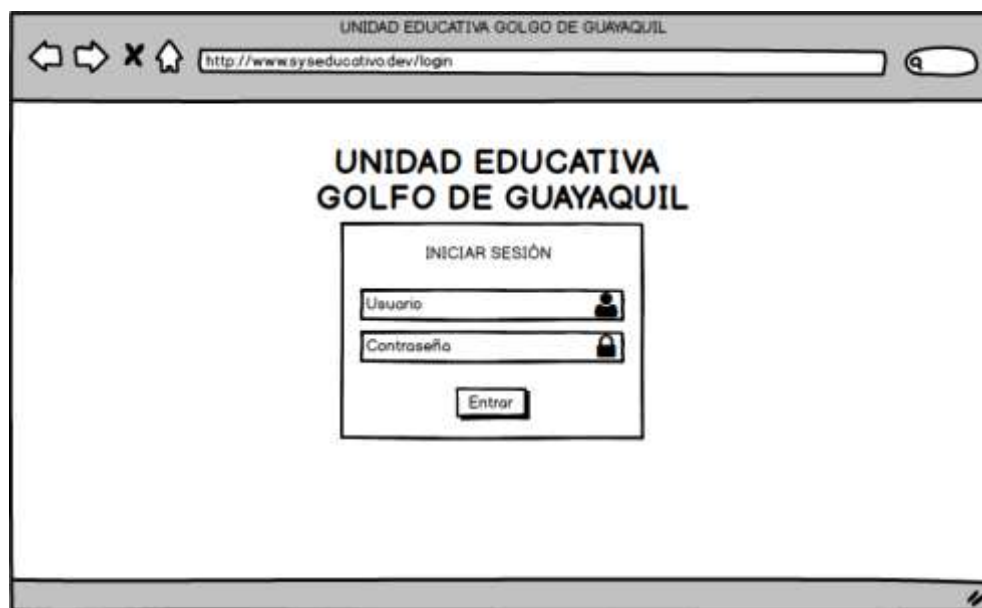 UNIDAD EDUCATIVA GOLGO DE GUAYAQUIL
http://www.syseducativo.dev/login
UNIDAD EDUCATIVA
GOLFO DE GUAYAQUIL
INICIAR SESIÓN
Usuario
Contraseña
Entrar